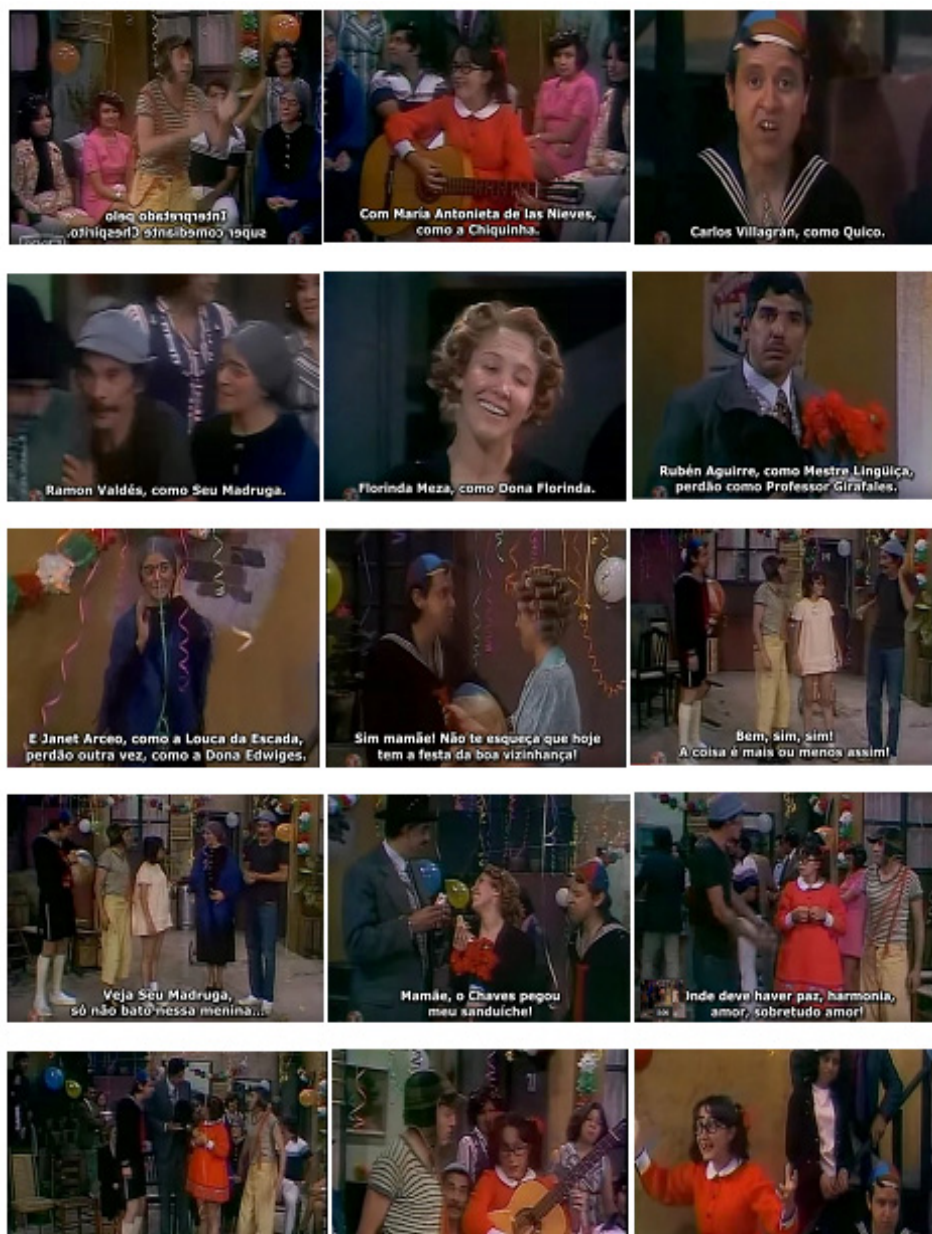 Interpretado pelo
super comediante Chespirito.
Com María Antonieta de las Nieves,
como a Chiquinha.
Carlos Villagrán, como Quico.
Ramon Valdés, como Seu Madruga.
Florinda Meza, como Dona Florinda.
Rubén Aguirre, como Mestre Lingüiça,
perdão como Professor Girafales.
E Janet Arceo, como a Louca da Escada,
perdão outra vez, como a Dona Edwiges.
Sim mamãe! Não te esqueça que hoje
tem a festa da boa vizinhança!
Bem, sim, sim!
A coisa é mais ou menos assim!
Veja Seu Madruga,
só não bato nessa menina...
Mamãe, o Chaves pegou
meu sanduíche!
Inde deve haver paz, harmonia,
amor, sobretudo amor!